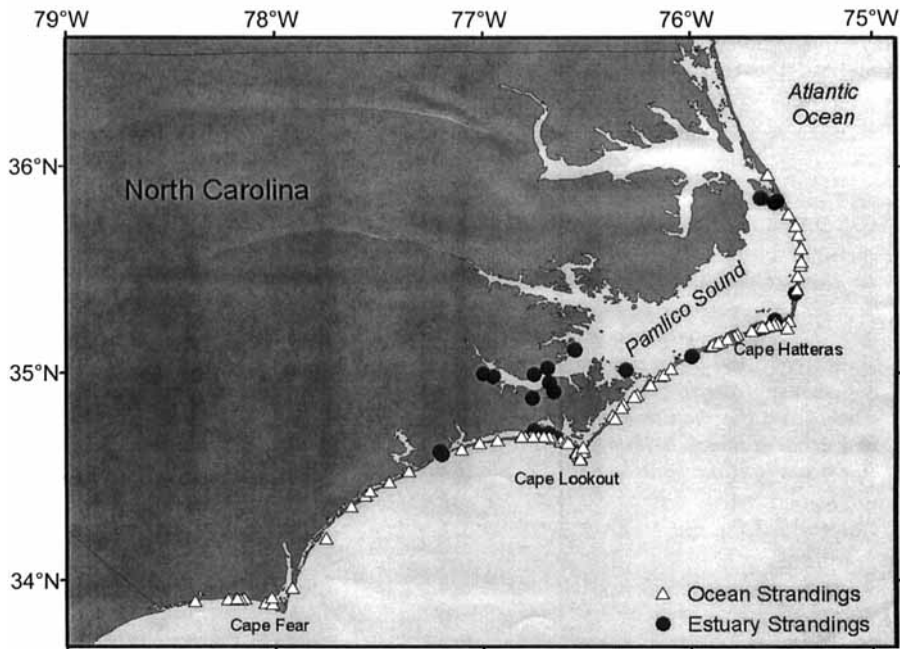 79°W 78°W 77°W 76°W 75°W
Atlantic
Ocean
36°N
North Carolina
Pamlico Sound
35°N
Cape Hatteras
Cape Lookout
34°N
Ocean Strandings
Cape Fear
Estuary Strandings